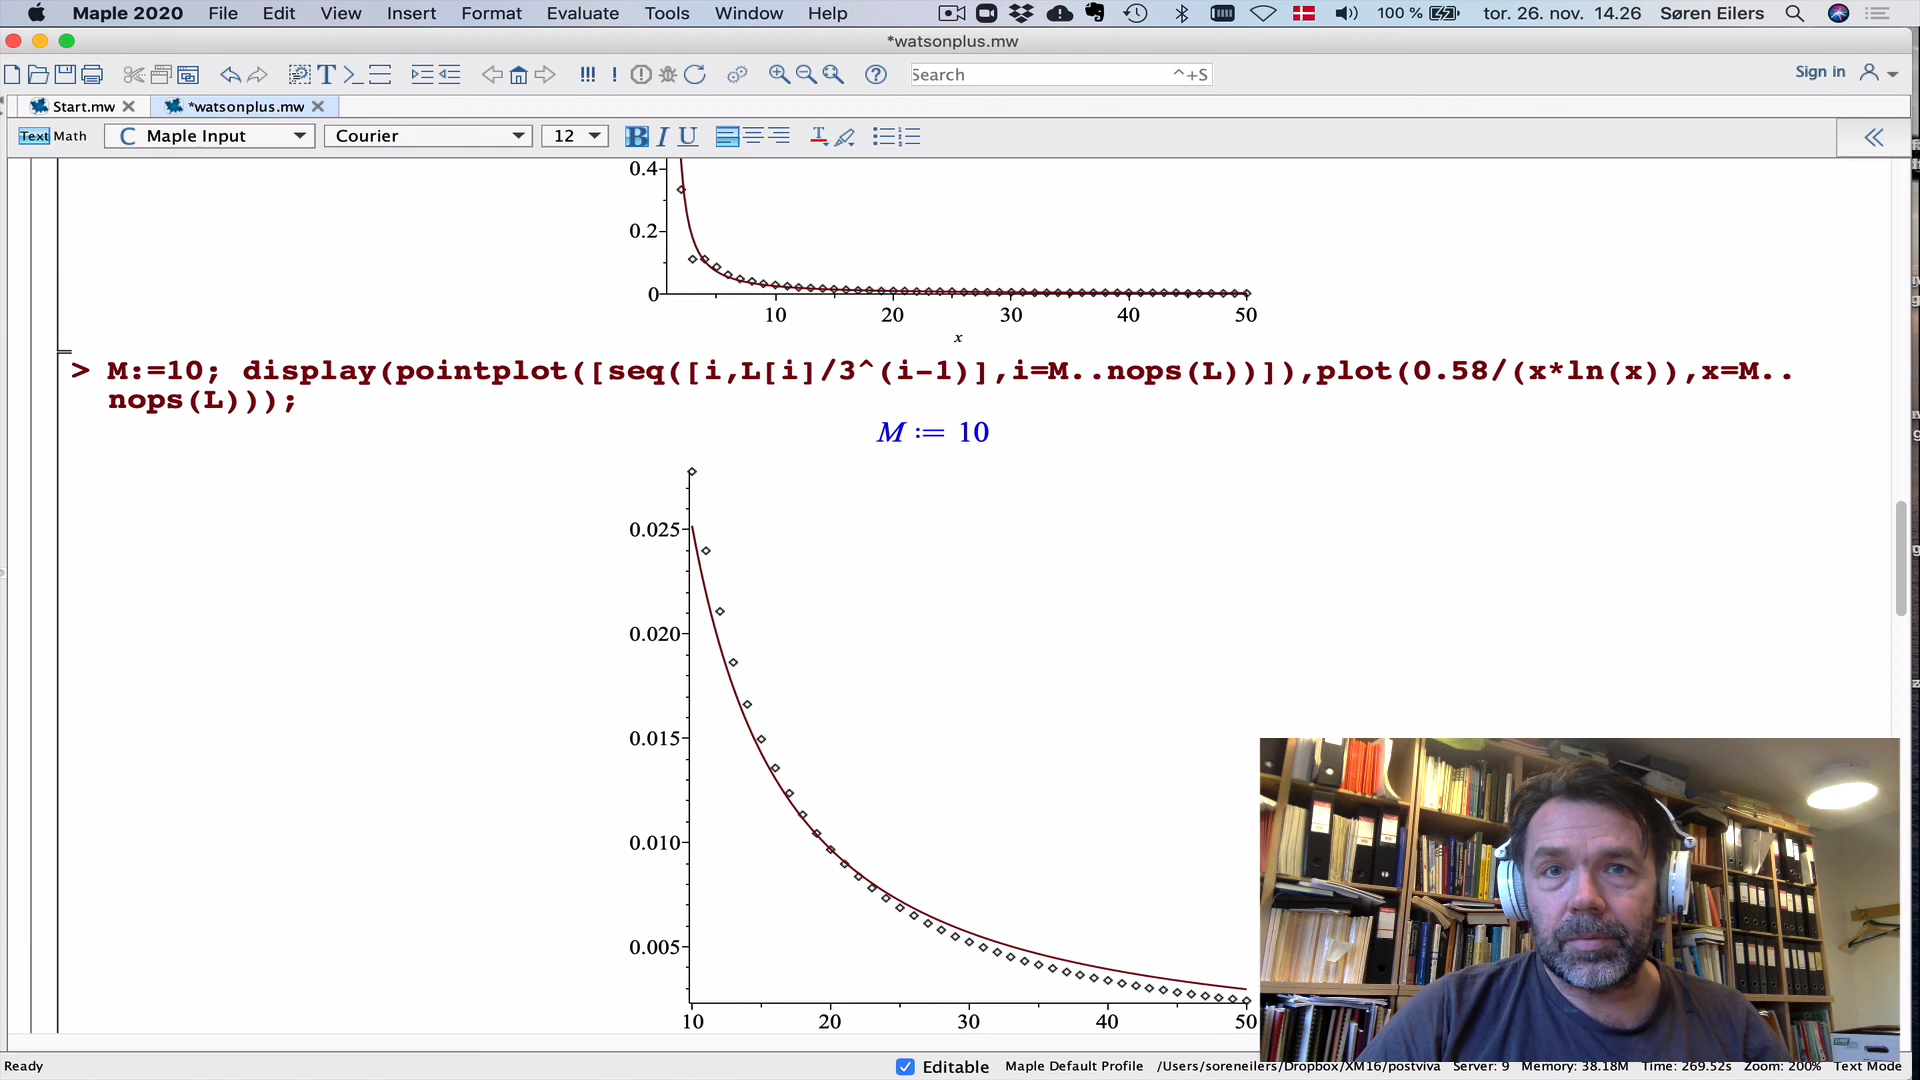 Maple 2020 File Edit View Insert Format Evaluate Tools Window Help 100 % tor. 26. nov. 14.26 Søren Eilers
*watsonplus.mw
Search ^+S Sign in
Start.mw *watsonplus.mw
Text Math C Maple Input Courier 12 B I U
0.4
0.2
0
10 20 30 40 50
x
> M:=10; display(pointplot([seq([i,L[i]/3^(i-1)],i=M..nops(L))]),plot(0.58/(x*ln(x)),x=M..
nops(L)));
M := 10
0.025
0.020
0.015
0.010
0.005
10 20 30 40 50
Ready Editable Maple Default Profile /Users/soreneilers/Dropbox/XM16/postviva Server: 9 Memory: 38.18M Time: 269.52s Zoom: 200% Text Mode